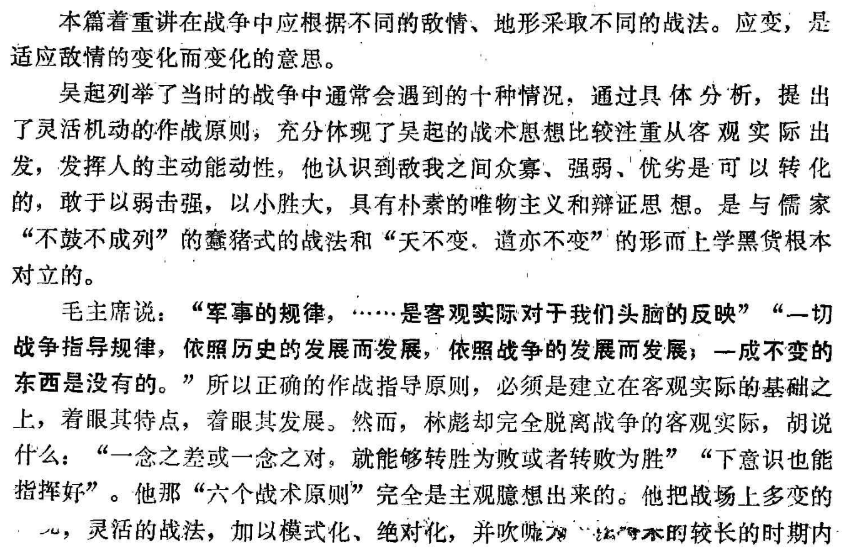 本篇着重讲在战争中应根据不同的敌情、地形采取不同的战法。应变，是
适应敌情的变化而变化的意思。
吴起列举了当时的战争中通常会遇到的十种情况，通过具体分析，提出
了灵活机动的作战原则，充分体现了吴起的战术思想比较注重从客观实际出
发，发挥人的主动能动性，他认识到敌我之间众寡、强弱、优劣是可以转化
的，敢于以弱击强，以小胜大，具有朴素的唯物主义和辩证思想。是与儒家
“不鼓不成列”的蠢猪式的战法和“天不变、道亦不变”的形而上学黑货根本
对立的。
毛主席说：“军事的规律，……是客观实际对于我们头脑的反映”“一切
战争指导规律，依照历史的发展而发展，依照战争的发展而发展；一成不变的
东西是没有的。”所以正确的作战指导原则，必须是建立在客观实际的基础之
上，着眼其特点，着眼其发展。然而，林彪却完全脱离战争的客观实际，胡说
什么：“一念之差或一念之对，就能够转胜为败或者转败为胜”“下意识也能
指挥好”。他那“六个战术原则”完全是主观臆想出来的。他把战场上多变的
，灵活的战法，加以模式化、绝对化，并吹嘘的较长的时期内